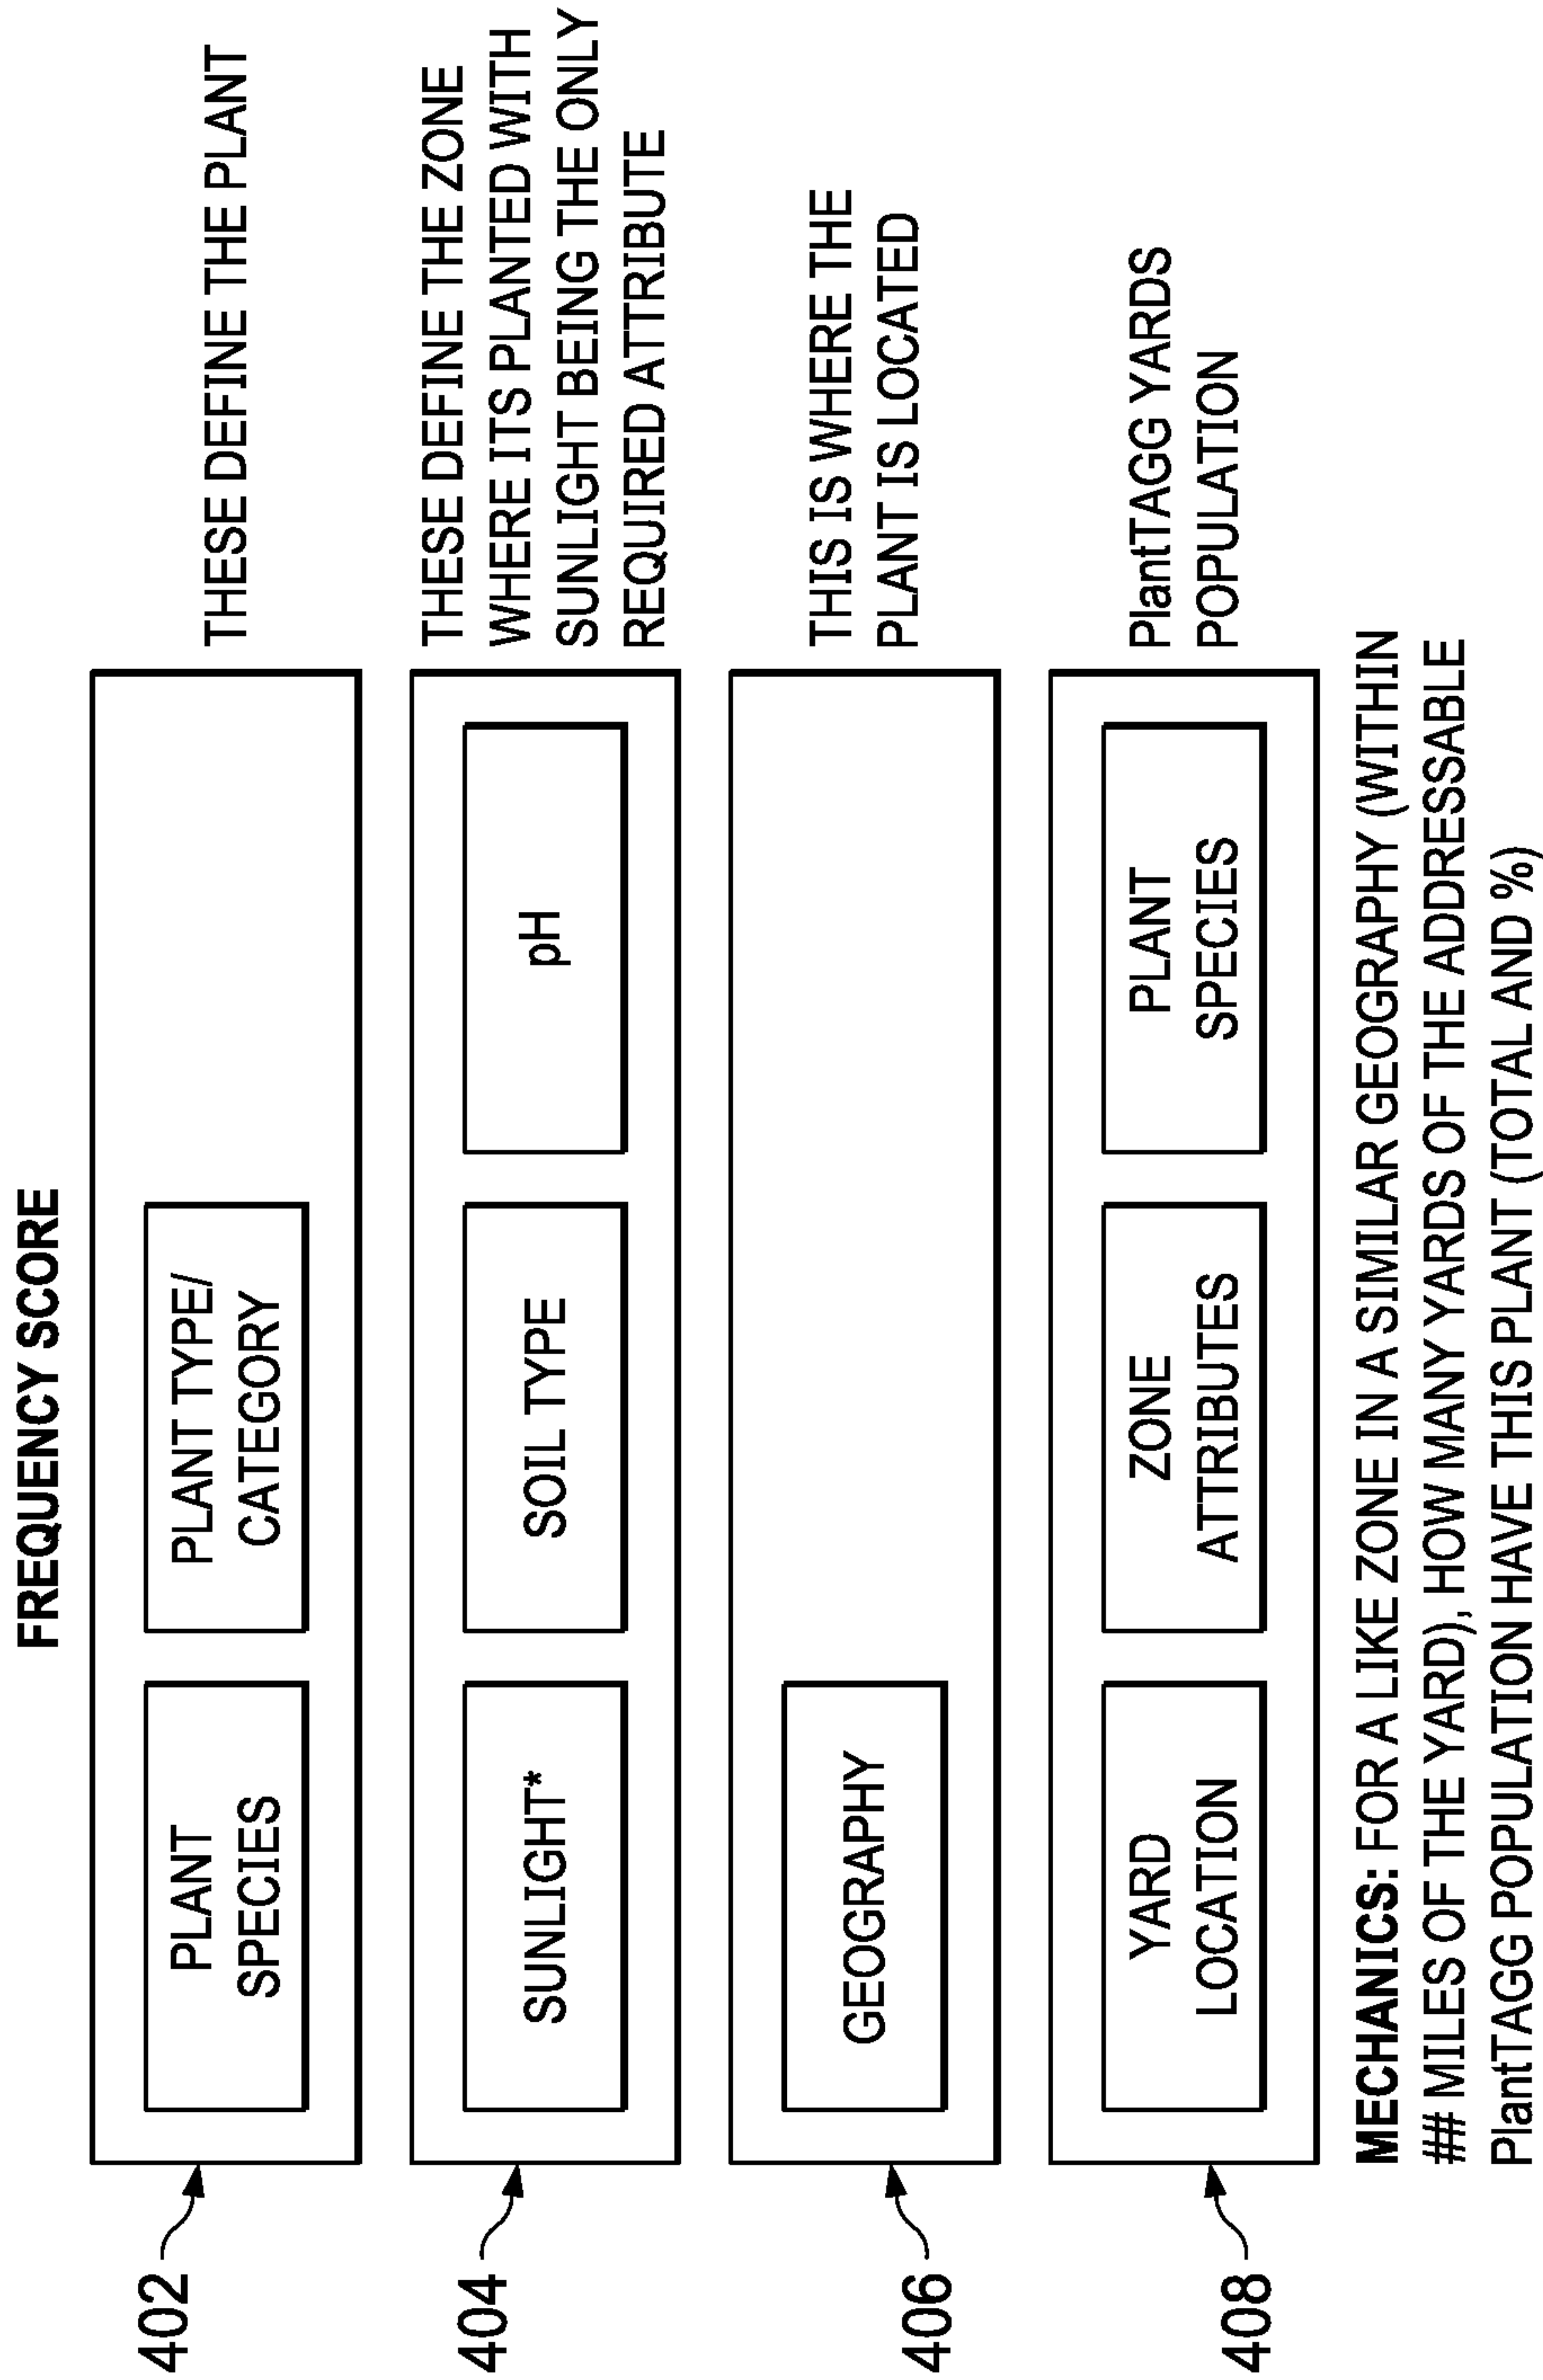 FREQUENCY SCORE
402
PLANT
SPECIES
PLANT TYPE/
CATEGORY
THESE DEFINE THE PLANT
404
SUNLIGHT*
SOIL TYPE
pH
THESE DEFINE THE ZONE
WHERE ITS PLANTED WITH
SUNLIGHT BEING THE ONLY
REQUIRED ATTRIBUTE
406
GEOGRAPHY
THIS IS WHERE THE
PLANT IS LOCATED
408
YARD
LOCATION
ZONE
ATTRIBUTES
PLANT
SPECIES
PlantTAGG YARDS
POPULATION
MECHANICS: FOR A LIKE ZONE IN A SIMILAR GEOGRAPHY (WITHIN
## MILES OF THE YARD), HOW MANY YARDS OF THE ADDRESSABLE
PlantTAGG POPULATION HAVE THIS PLANT (TOTAL AND %)